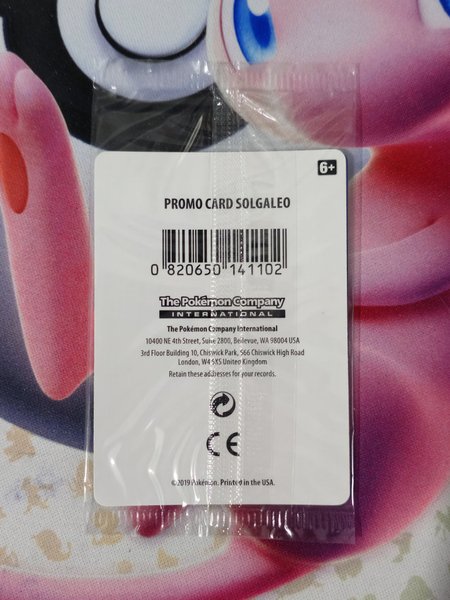 6+
PROMO CARD SOLGALEO
0 820650 141102
The Pokémon Company
INTERNATIONAL
The Pokémon Company International
10400 NE 4th Street, Suite 2800, Bellevue, WA 98004 USA
3rd Floor Building 10, Chiswick Park, 566 Chiswick High Road
London, W4 5XS United Kingdom
Retain these addresses for your records.
CE
©2019 Pokémon. Printed in the USA.